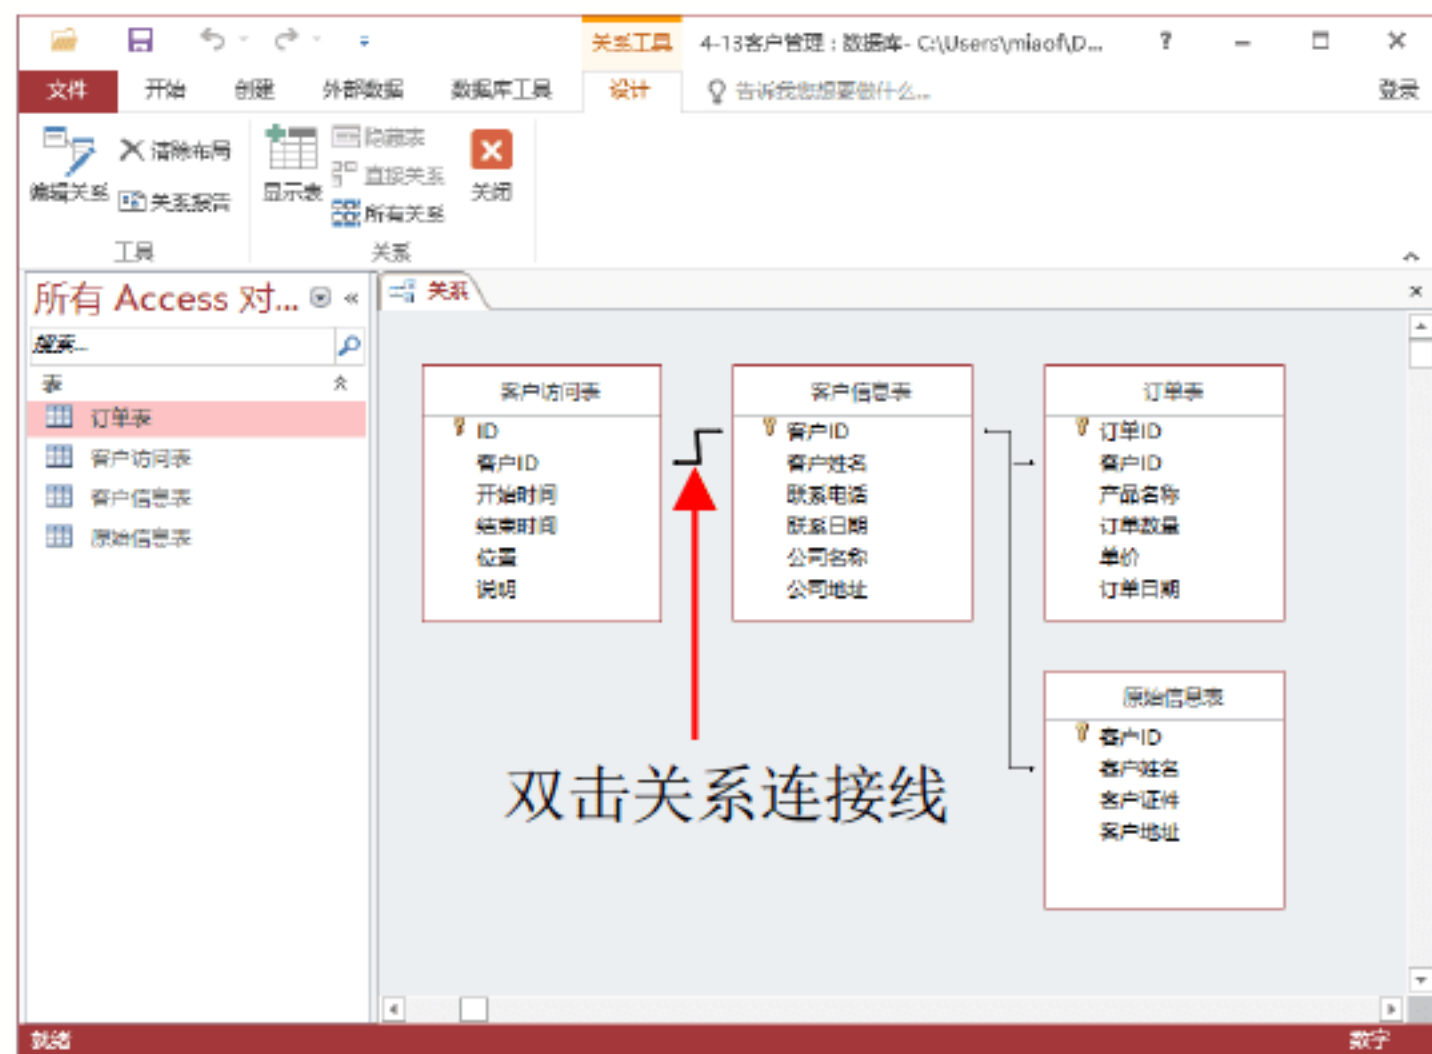 关系工具
4-13客户管理：数据库- C:\Users\miaof\D...
?
文件 开始 创建 外部数据 数据库工具 设计 告诉我您想要做什么... 登录
编辑关系
清除布局
关系报告
工具
显示表
隐藏表
直接关系
所有关系
关系
关闭
所有 Access 对...
搜索...
表
订单表
客户访问表
客户信息表
原始信息表
关系
客户访问表
ID
客户ID
开始时间
结束时间
位置
说明
客户信息表
客户ID
客户姓名
联系电话
联系日期
公司名称
公司地址
订单表
订单ID
客户ID
产品名称
订单数量
单价
订单日期
原始信息表
客户ID
客户姓名
客户证件
客户地址
双击关系连接线
就绪
数字